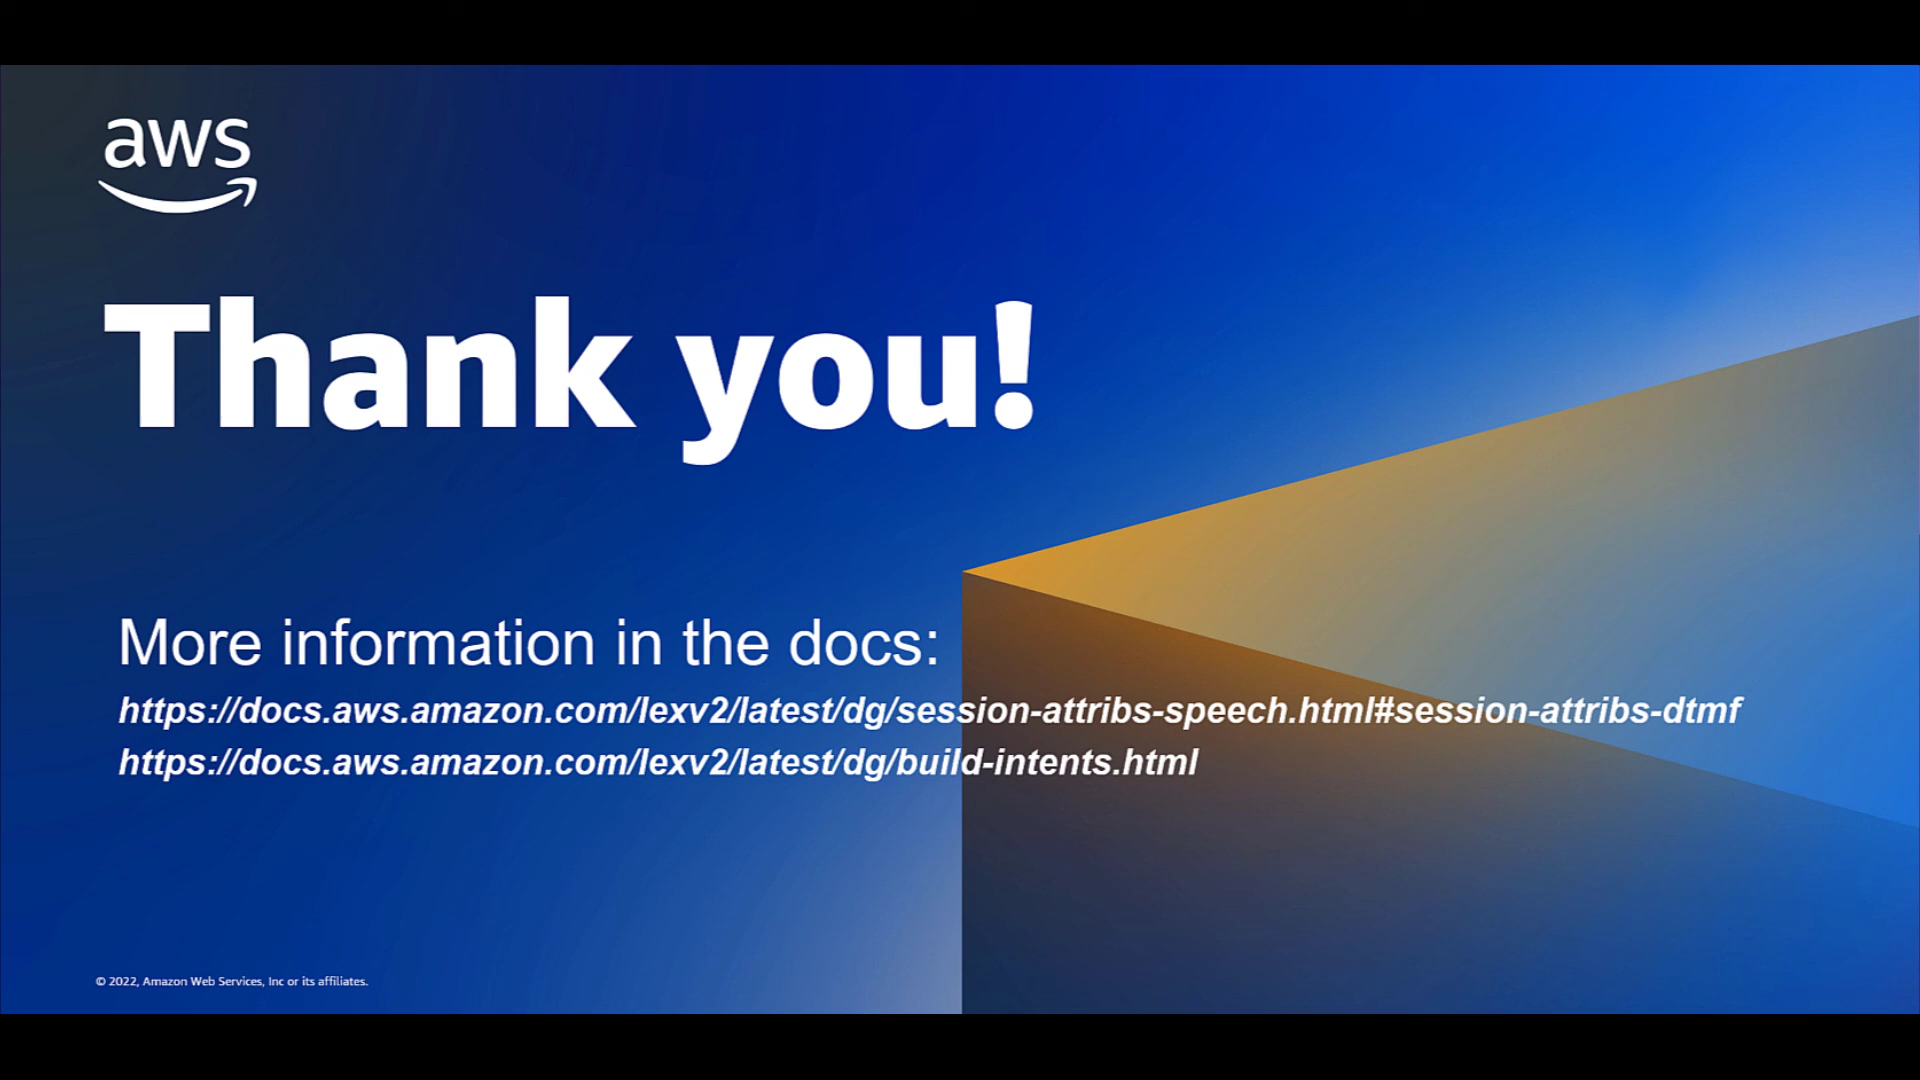 aws
Thank you!
More information in the docs:
https://docs.aws.amazon.com/lexv2/latest/dg/session-attribs-speech.html#session-attribs-dtmf
https://docs.aws.amazon.com/lexv2/latest/dg/build-intents.html
© 2022, Amazon Web Services, Inc or its affiliates.